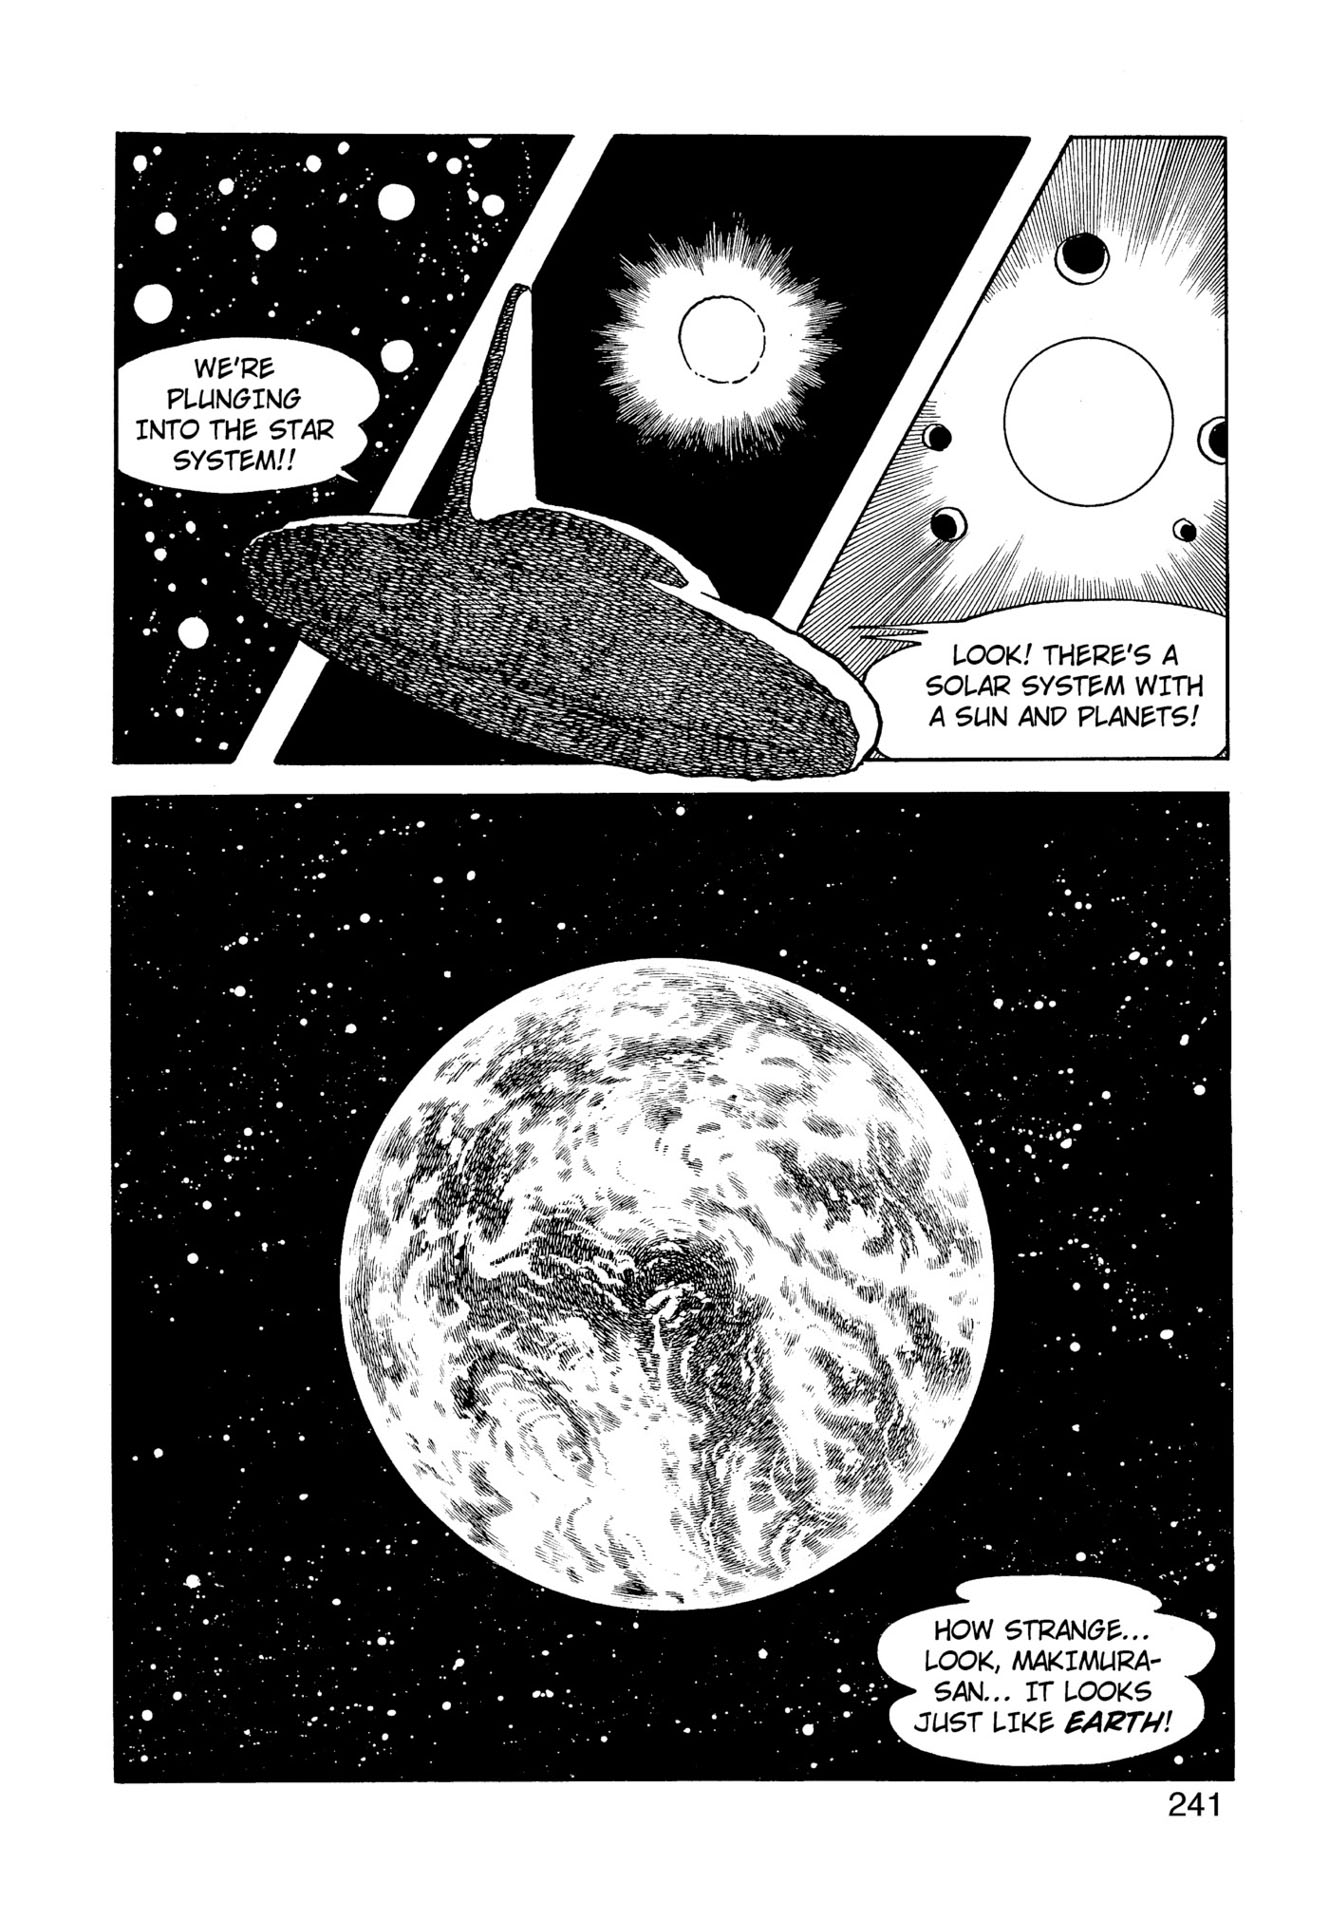 WE'RE
PLUNGING
INTO THE STAR
SYSTEM!!
LOOK! THERE'S A
SOLAR SYSTEM WITH
A SUN AND PLANETS!
HOW STRANGE...
LOOK, MAKIMURA-
SAN... IT LOOKS
JUST LIKE EARTH!
241